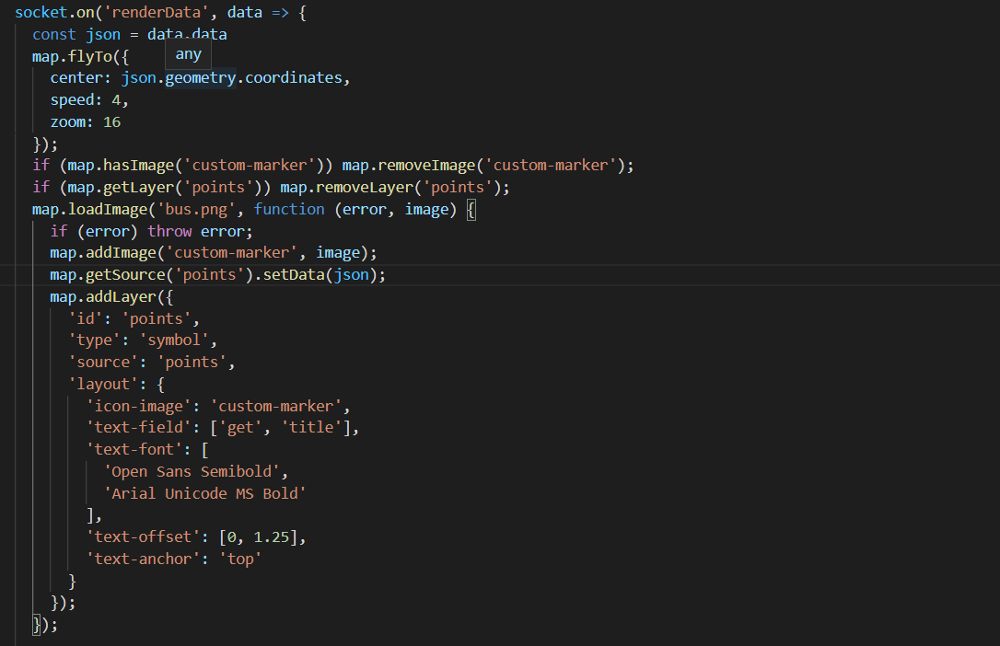 socket.on('renderData', data => {
const json = data.data
map.flyTo({
any
center: json.geometry.coordinates,
speed: 4,
zoom: 16
});
if (map.hasImage('custom-marker')) map.removeImage('custom-marker');
if (map.getLayer('points')) map.removeLayer('points');
map.loadImage('bus.png', function (error, image) {
if (error) throw error;
map.addImage('custom-marker', image);
map.getSource('points').setData(json);
map.addLayer({
'id': 'points',
'type': 'symbol',
'source': 'points',
'layout': {
'icon-image': 'custom-marker',
'text-field': ['get', 'title'],
'text-font': [
'Open Sans Semibold',
'Arial Unicode MS Bold'
],
'text-offset': [0, 1.25],
'text-anchor': 'top'
}
});
});